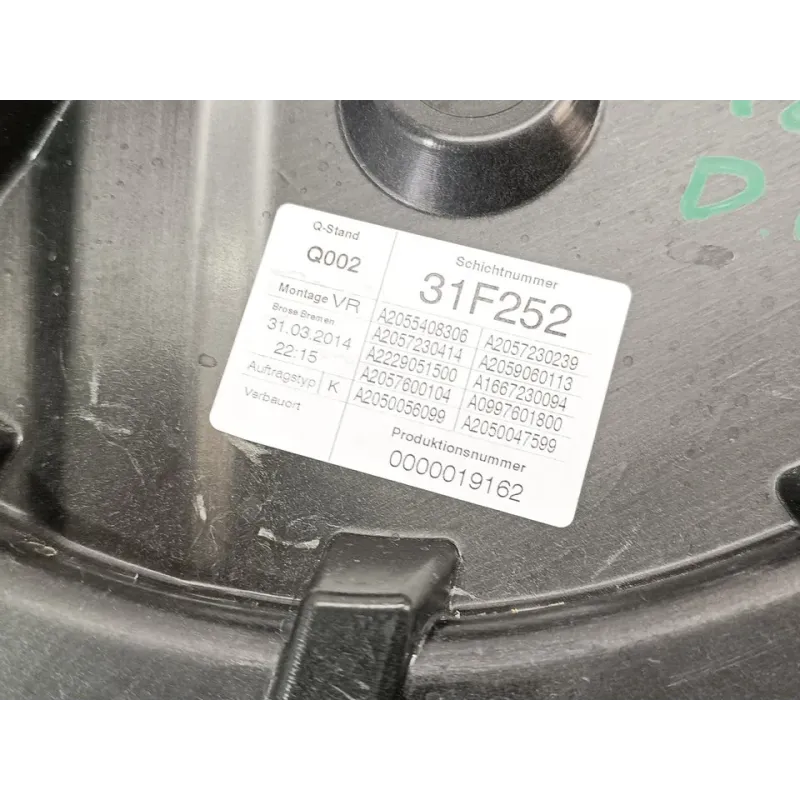 Q-Stand
Q002
Montage VR
Brose Bremen
31.03.2014
22:15
Auftragstyp K
Verbauort
Schichtnummer
31F252
A2055408306 A2057230239
A2057230414 A2059060113
A2229051500 A1667230094
A2057600104 A0997601800
A2050056099 A2050047599
Produktionsnummer
0000019162
D.